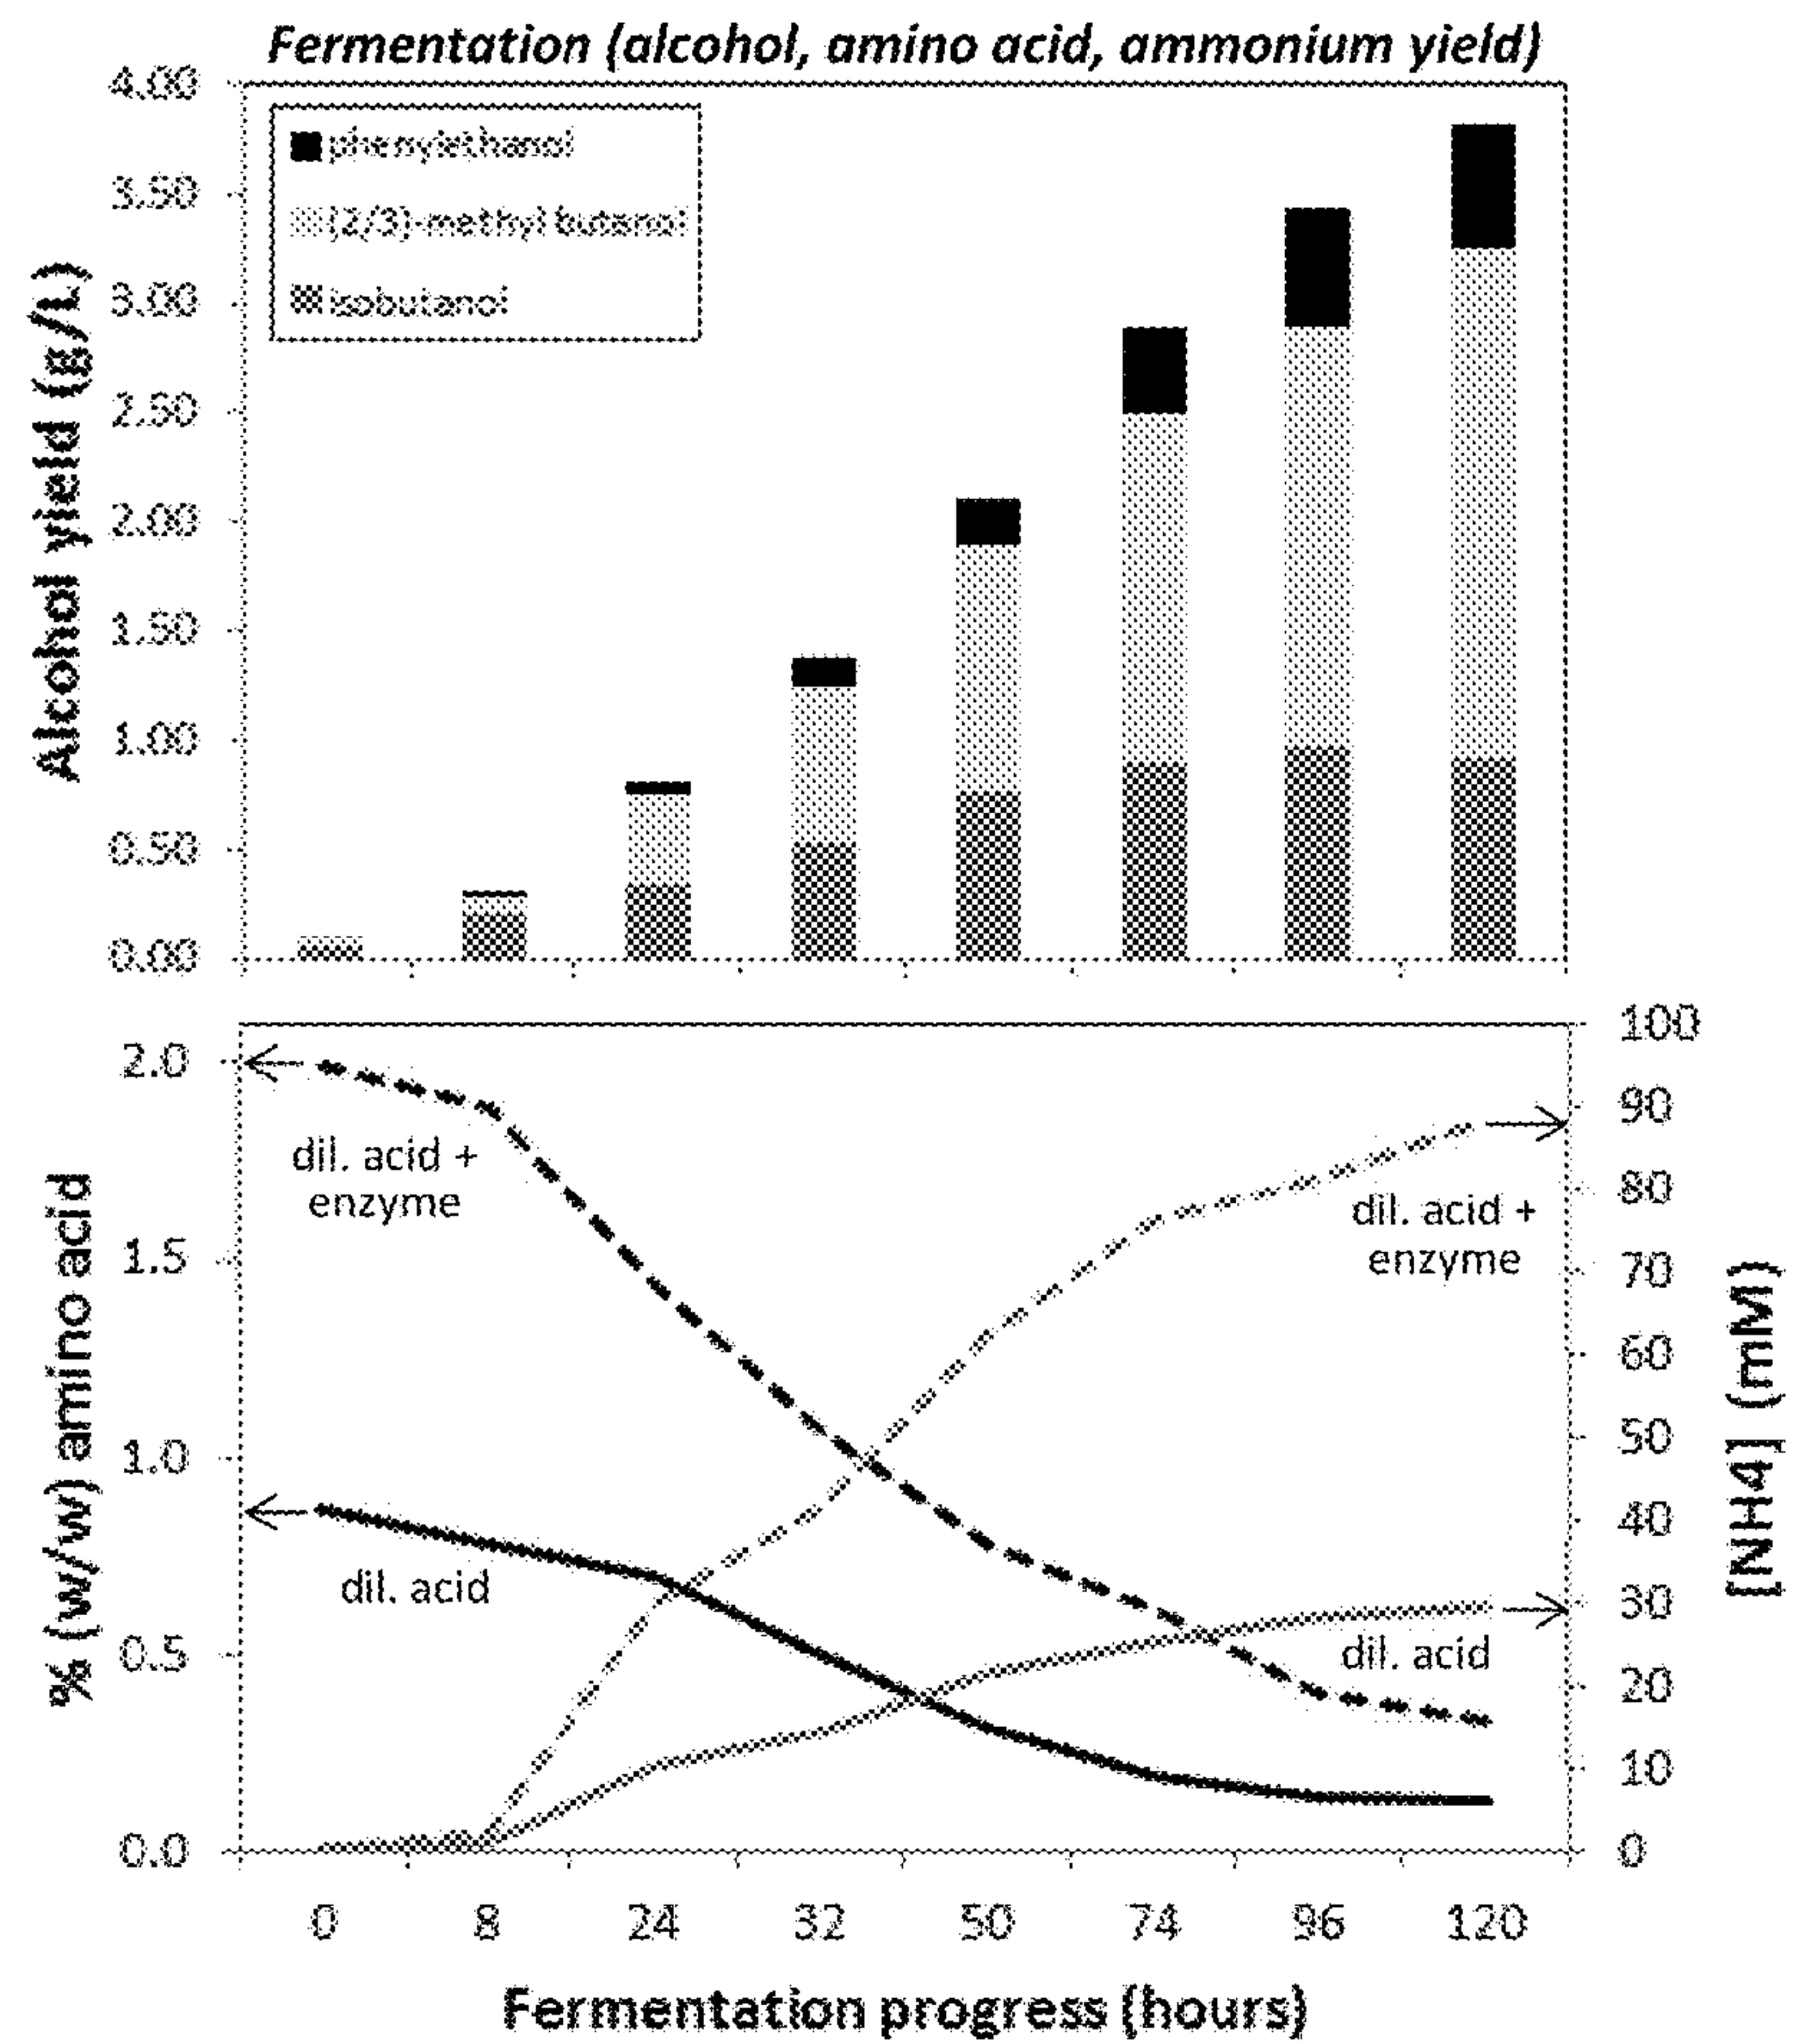 Fermentation (alcohol, amino acid, ammonium yield)
4.00
3.50
3.00
2.50
2.00
1.50
1.00
0.50
0.00
Alcohol yield (g/L)
phenylethanol
(2/3)-methyl butanol
isobutanol
2.0
1.5
1.0
0.5
0.0
% (w/w) amino acid
dil. acid +
enzyme
dil. acid
dil. acid +
enzyme
dil. acid
100
90
80
70
60
50
40
30
20
10
0
[NH4] (mM)
0 8 24 32 50 74 96 120
Fermentation progress (hours)